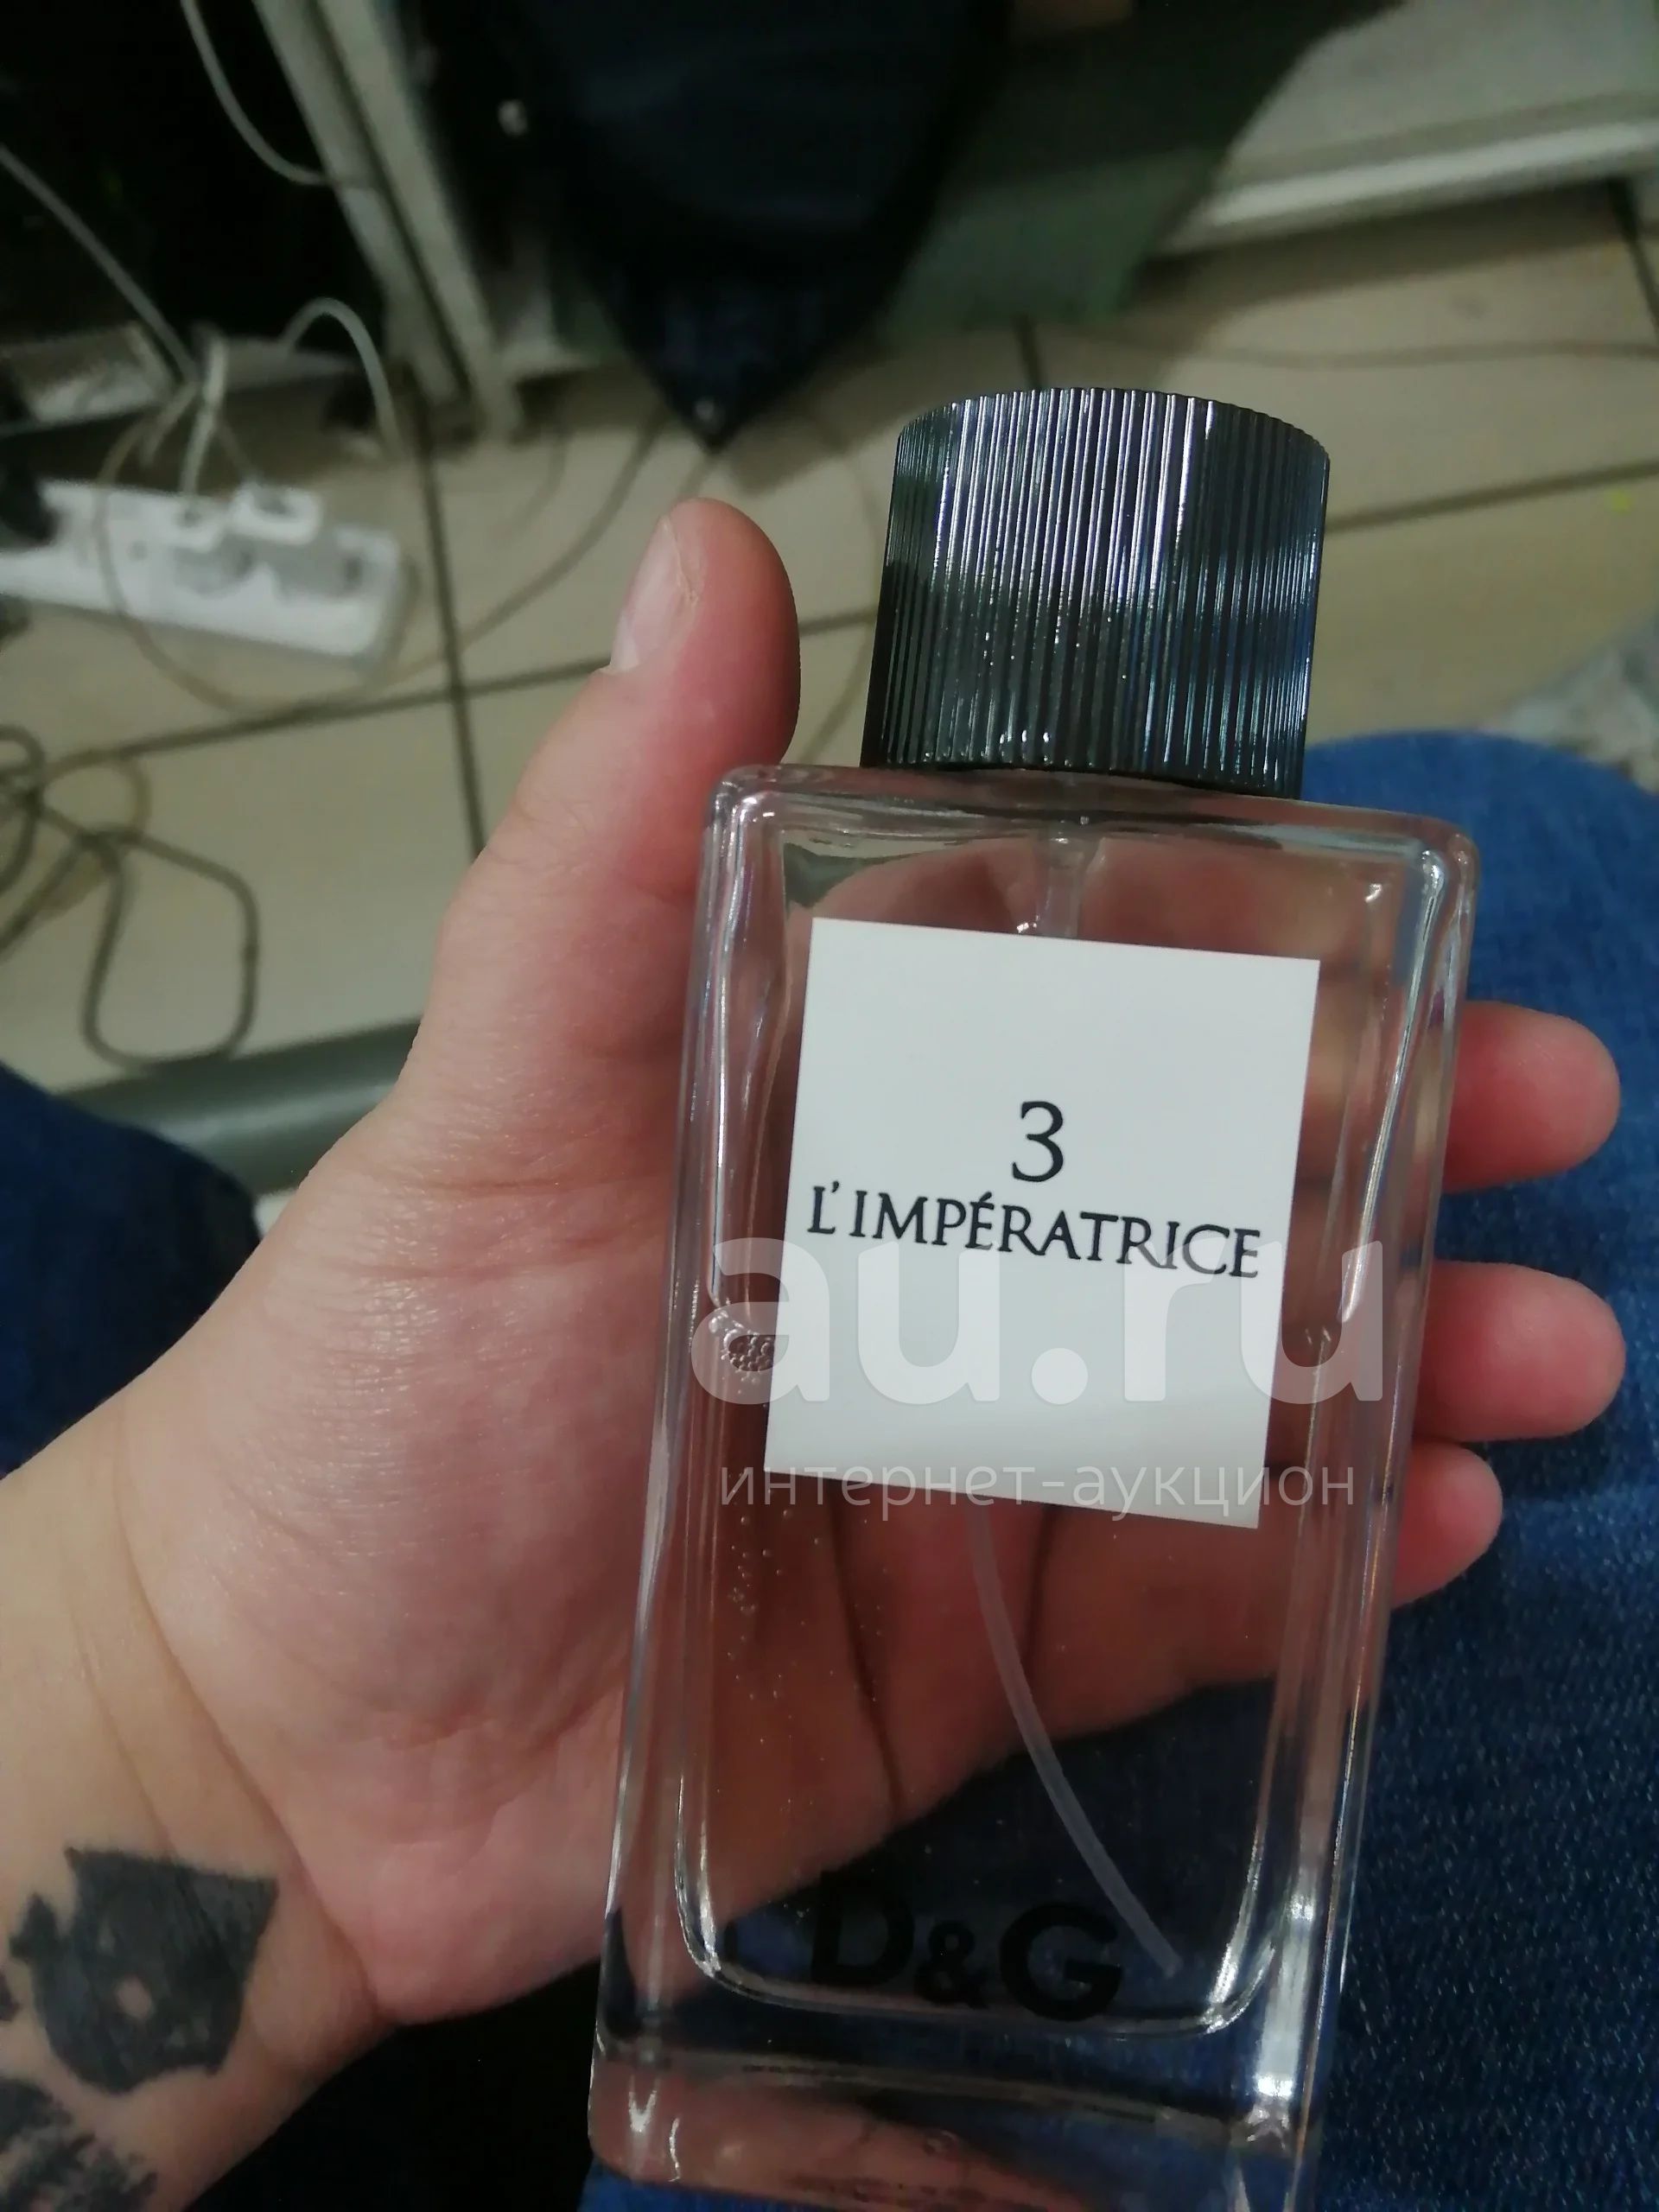 3
L'IMPÉRATRICE
au.ru
интернет-аукцион
D&G